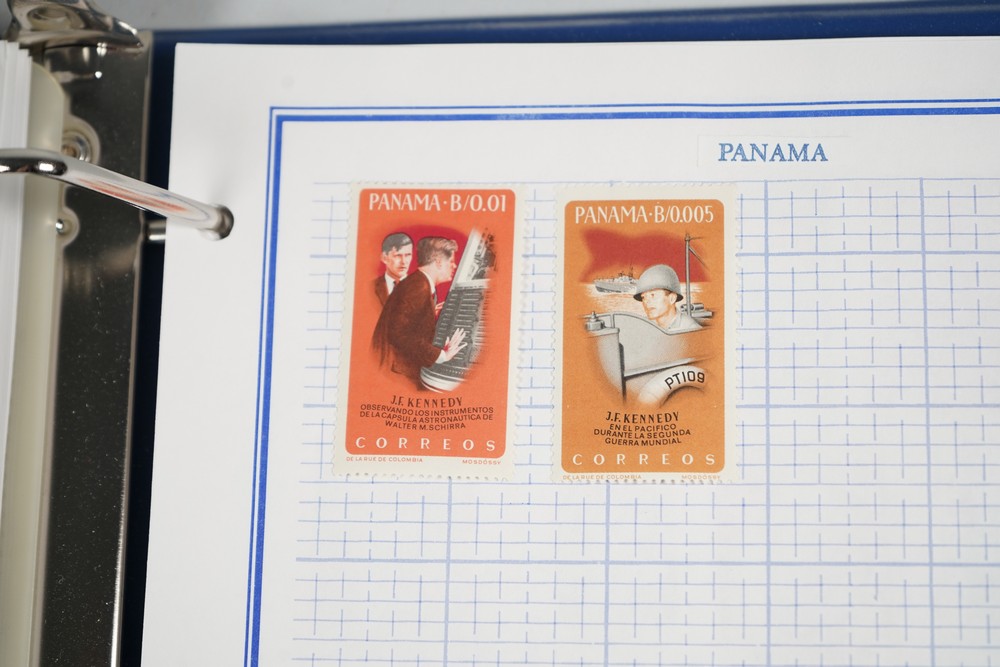 PANAMA
PANAMA·B/0.01
J.F. KENNEDY
OBSERVANDO LOS INSTRUMENTOS
DE LA CAPSULA ASTRONAUTICA DE
WALTER M. SCHIRRA
CORREOS
DE LA RUE DE COLOMBIA
MOSDOSSY
PANAMA·B/0.005
PT109
J.F. KENNEDY
EN EL PACIFICO
DURANTE LA SEGUNDA
GUERRA MUNDIAL
CORREOS
DE LA RUE DE COLOMBIA
MOSDOSSY